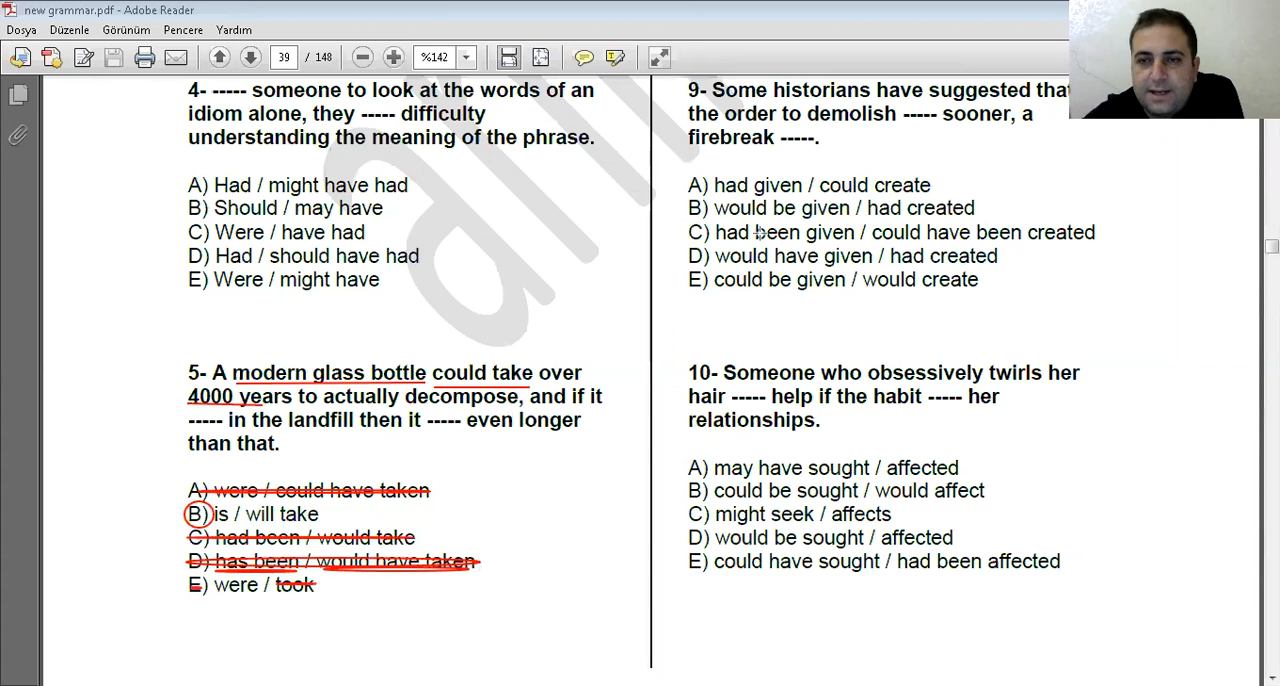 new grammar.pdf - Adobe Reader
Dosya Düzenle Görünüm Pencere Yardım
39 / 148 %142
4- ----- someone to look at the words of an
idiom alone, they ----- difficulty
understanding the meaning of the phrase.
A) Had / might have had
B) Should / may have
C) Were / have had
D) Had / should have had
E) Were / might have
5- A modern glass bottle could take over
4000 years to actually decompose, and if it
----- in the landfill then it ----- even longer
than that.
A) were / could have taken
B) is / will take
C) had been / would take
D) has been / would have taken
E) were / took
9- Some historians have suggested that
the order to demolish ----- sooner, a
firebreak -----.
A) had given / could create
B) would be given / had created
C) had been given / could have been created
D) would have given / had created
E) could be given / would create
10- Someone who obsessively twirls her
hair ----- help if the habit ----- her
relationships.
A) may have sought / affected
B) could be sought / would affect
C) might seek / affects
D) would be sought / affected
E) could have sought / had been affected